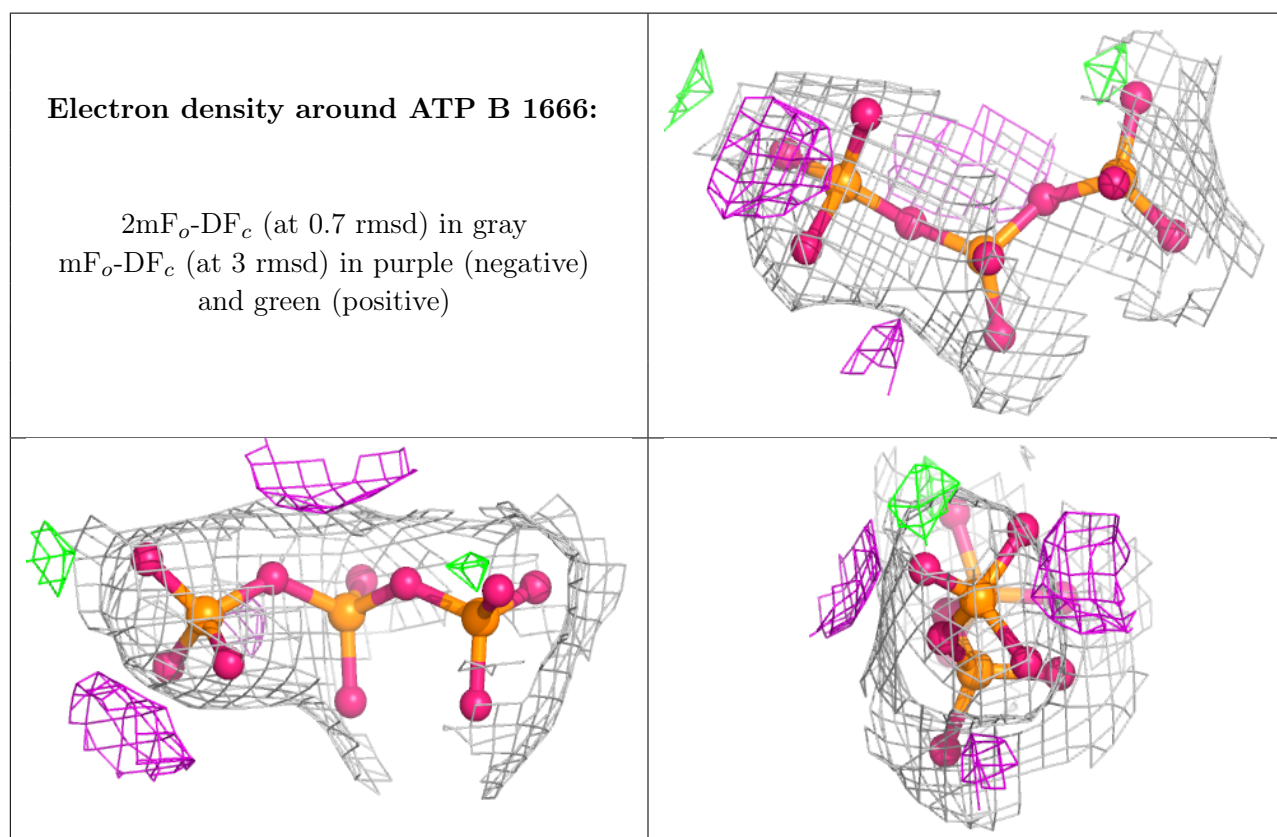 Electron density around ATP B 1666:
2mFo-DFc (at 0.7 rmsd) in gray
mFo-DFc (at 3 rmsd) in purple (negative)
and green (positive)